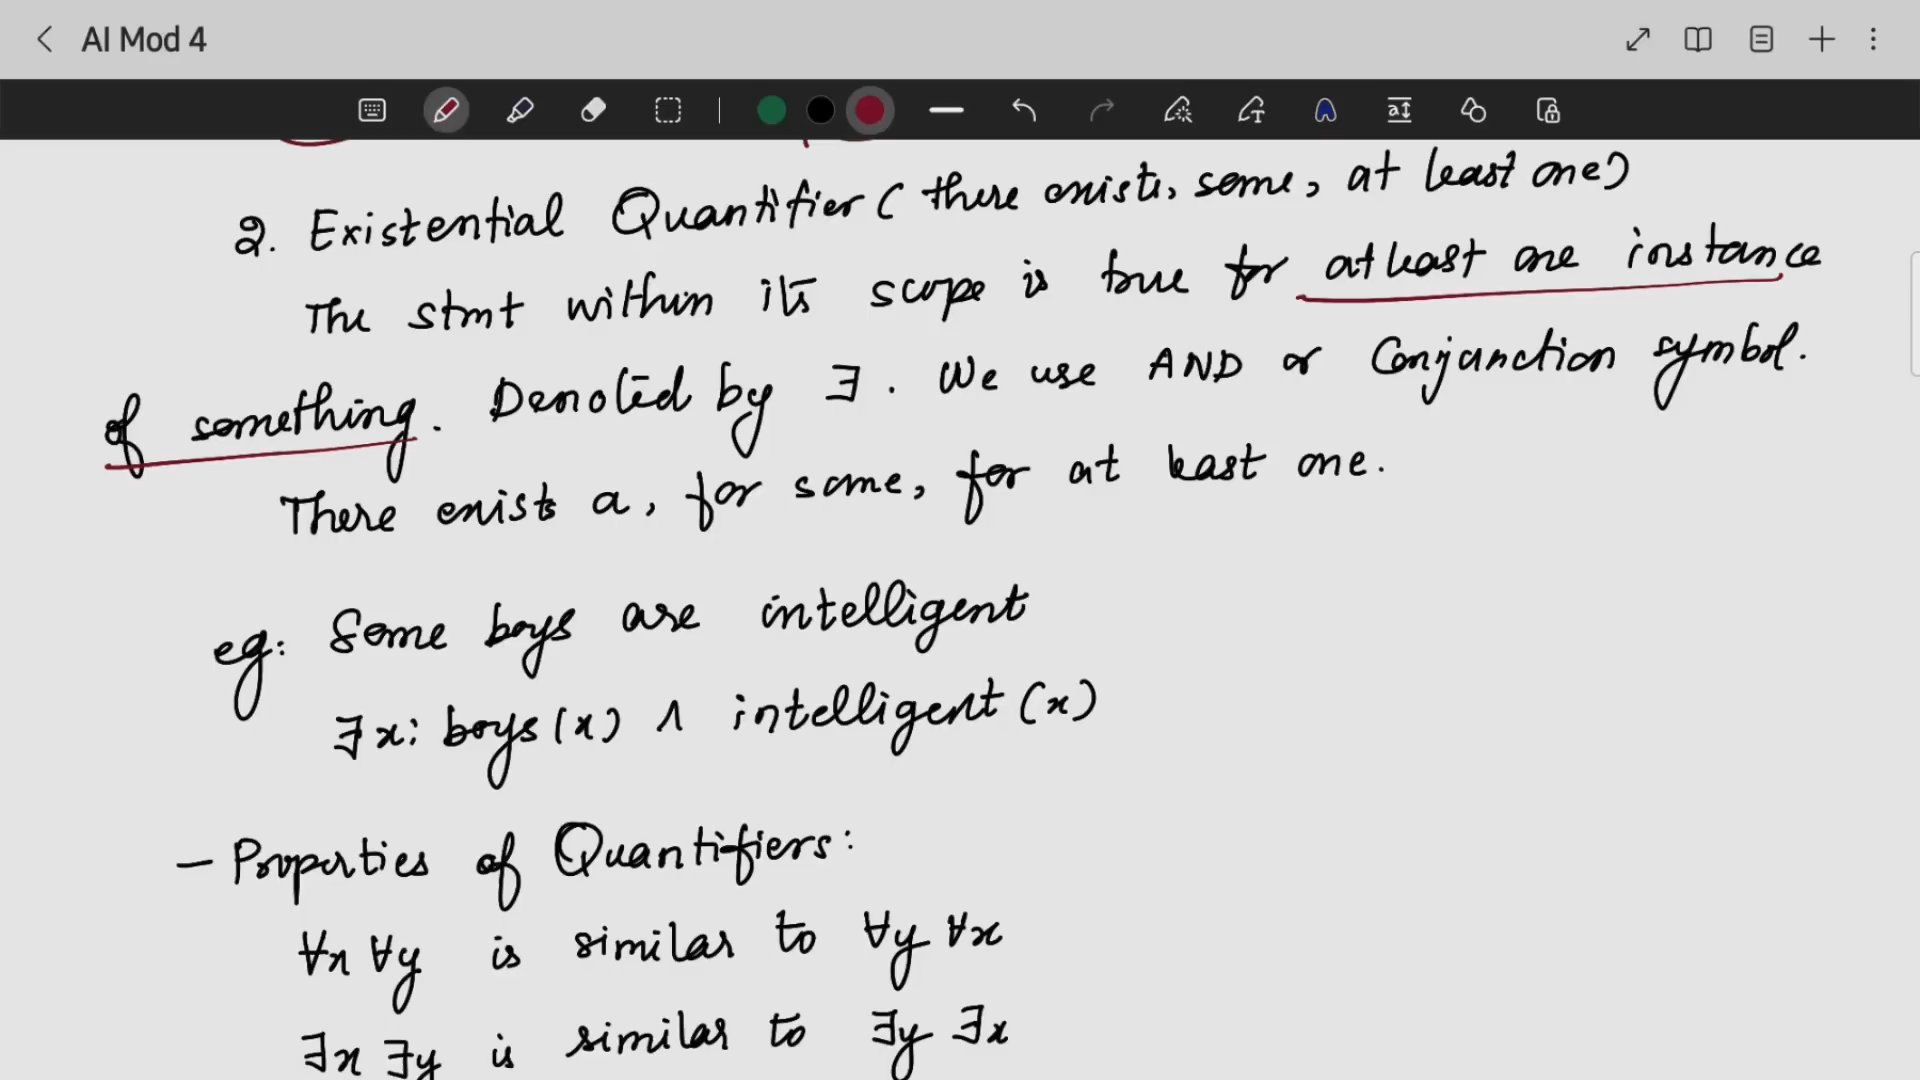 AI Mod 4
2. Existential Quantifier (there exists, some, at least one)
The stmt within its scope is true for atleast one instance
of something. Denoted by ∃. We use AND or Conjunction symbol.
There exists a, for some, for at least one.
eg: Some boys are intelligent
∃x: boys(x) ∧ intelligent(x)
- Properties of Quantifiers:
∀x ∀y is similar to ∀y ∀x
∃x ∃y is similar to ∃y ∃x